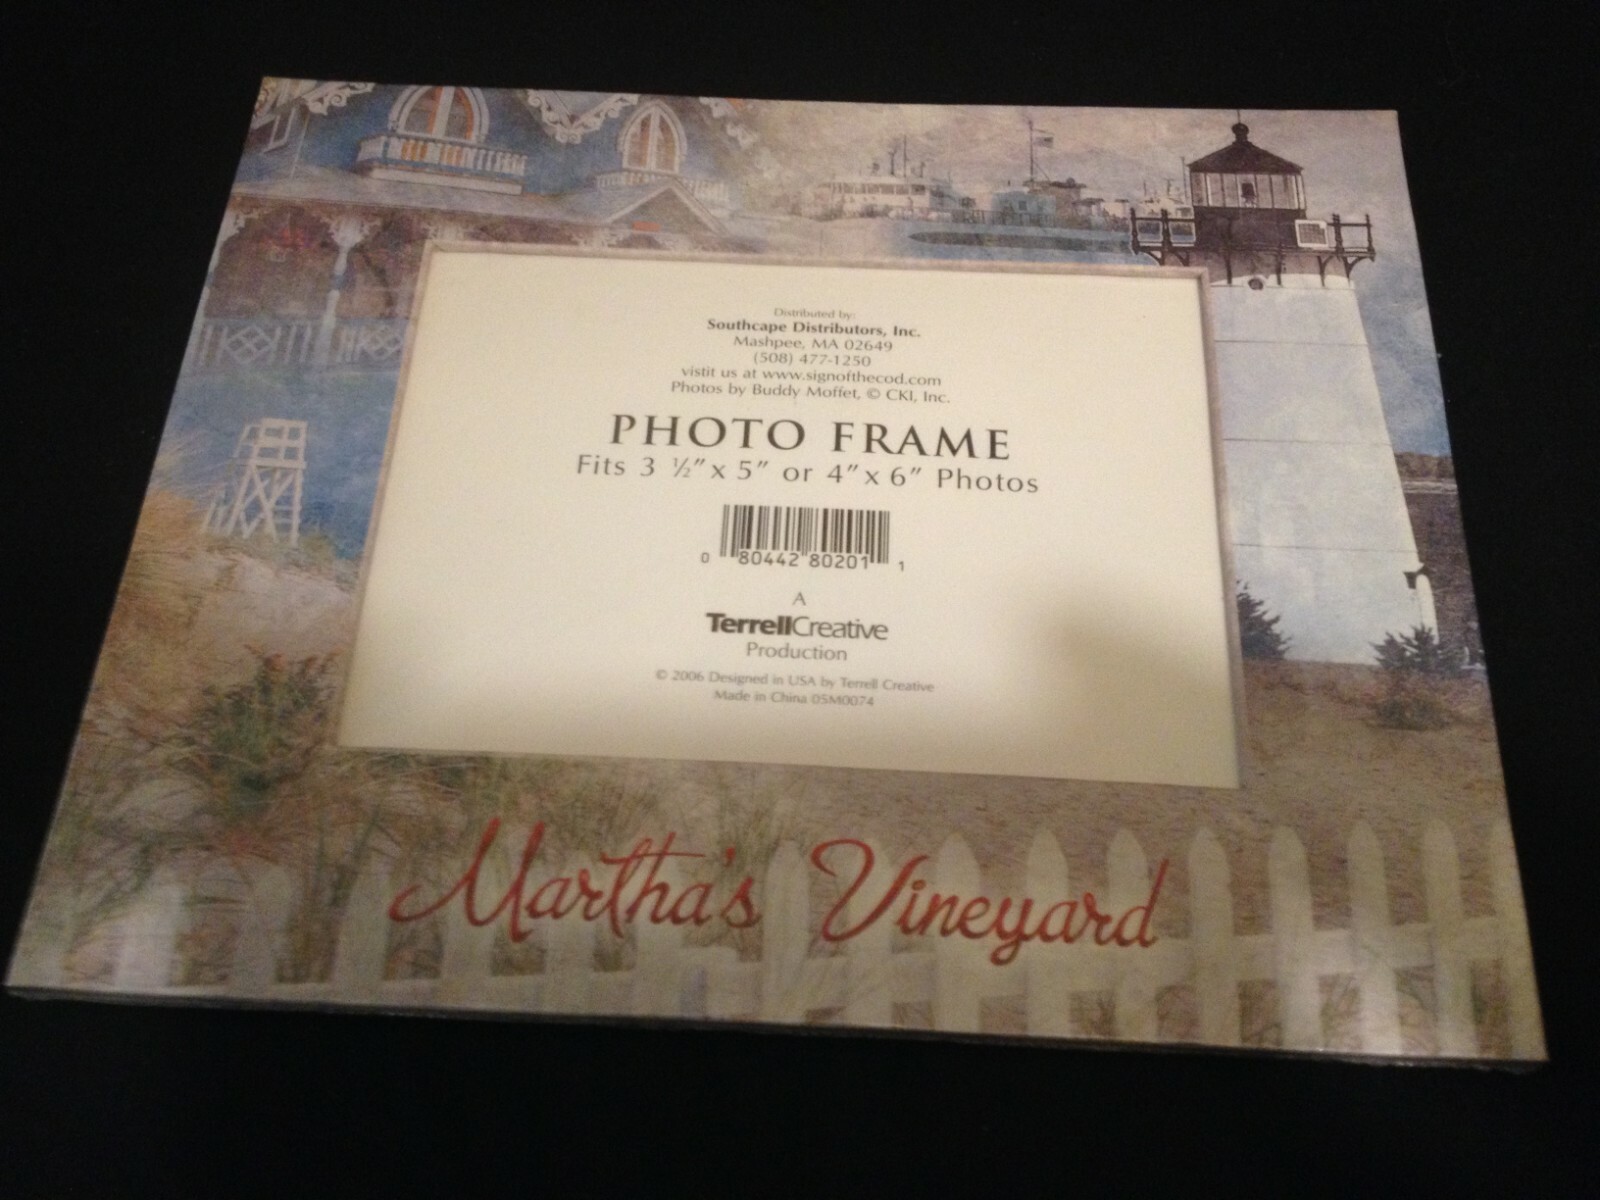 Distributed by:
Southcape Distributors, Inc.
Mashpee, MA 02649
(508) 477-1250
vistit us at www.signofthecod.com
Photos by Buddy Moffet, © CKI, Inc.
PHOTO FRAME
Fits 3 ½" x 5" or 4" x 6" Photos
0 80442 80201 1
A
TerrellCreative
Production
© 2006 Designed in USA by Terrell Creative
Made in China 05M0074
Martha's Vineyard